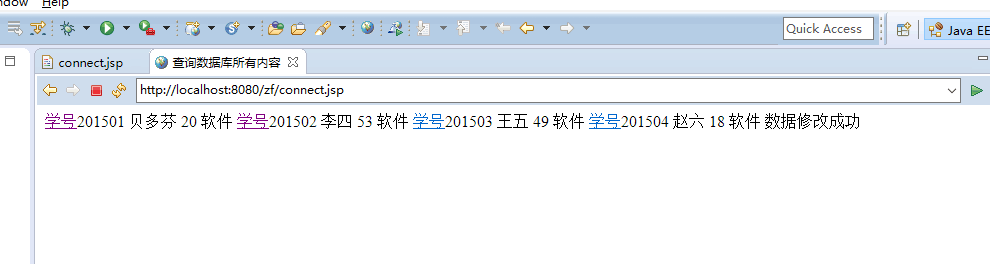 ndow Help
Quick Access
Java EE
connect.jsp
查询数据库所有内容
http://localhost:8080/zf/connect.jsp
学号201501 贝多芬 20 软件 学号201502 李四 53 软件 学号201503 王五 49 软件 学号201504 赵六 18 软件 数据修改成功